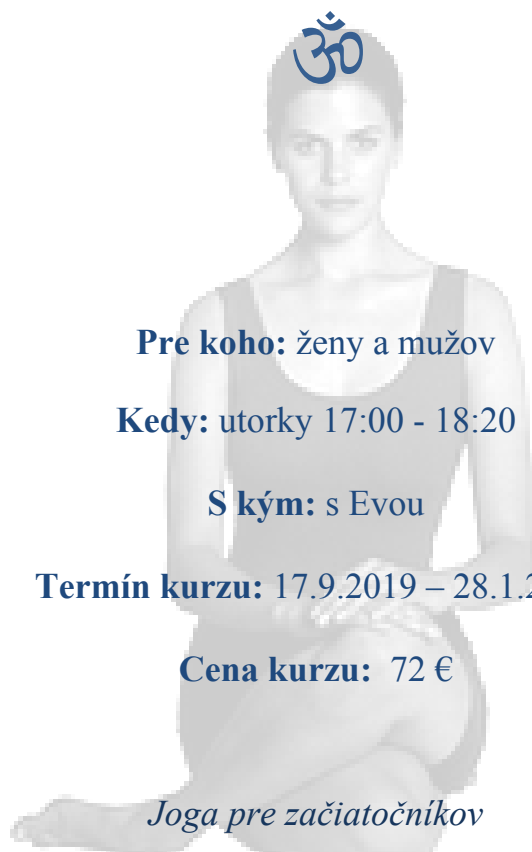 ॐ
Pre koho: ženy a mužov
Kedy: utorky 17:00 - 18:20
S kým: s Evou
Termín kurzu: 17.9.2019 – 28.1.2
Cena kurzu: 72 €
Joga pre začiatočníkov